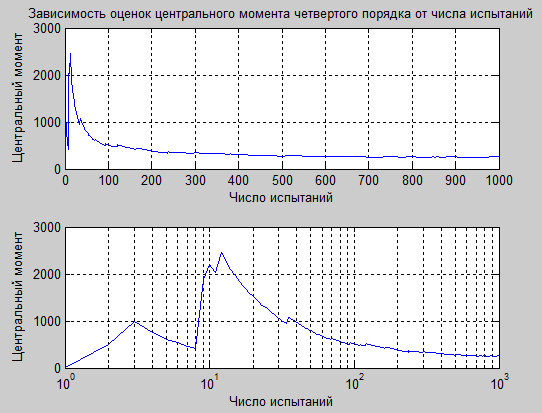 Зависимость оценок центрального момента четвертого порядка от числа испытаний
3000
2000
1000
0
Центральный момент
0 100 200 300 400 500 600 700 800 900 1000
Число испытаний
3000
2000
1000
0
Центральный момент
10^0 10^1 10^2 10^3
Число испытаний